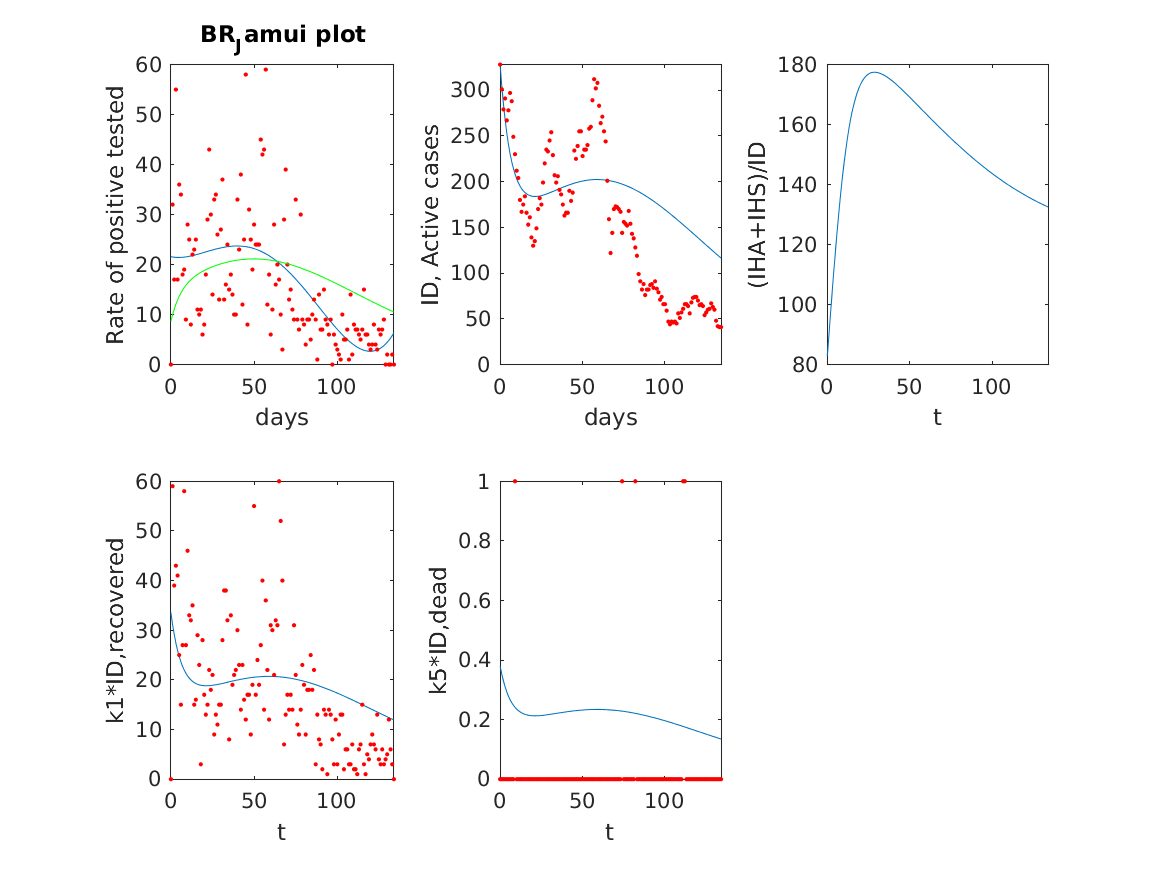 BR_Jamui plot
Rate of positive tested
60
50
40
30
20
10
0
0 50 100
days
ID, Active cases
300
250
200
150
100
50
0
0 50 100
days
(IHA+IHS)/ID
180
160
140
120
100
80
0 50 100
t
k1*ID,recovered
60
50
40
30
20
10
0
0 50 100
t
k5*ID,dead
1
0.8
0.6
0.4
0.2
0
0 50 100
t